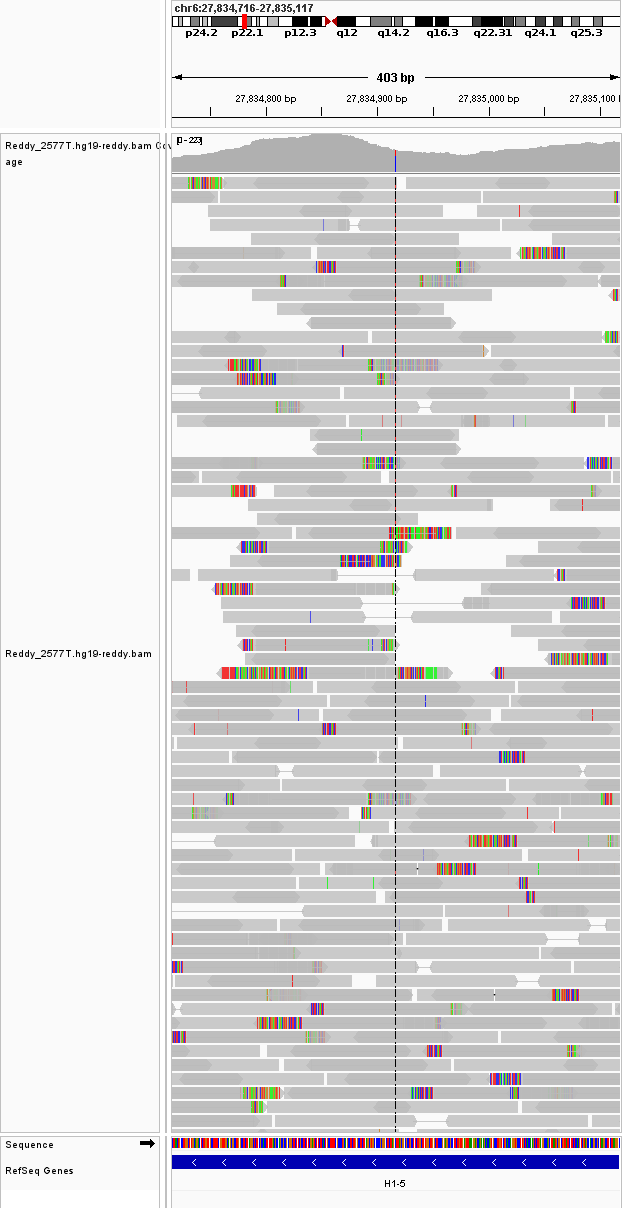 chr6:27,834,716-27,835,117
p24.2 p22.1 p12.3 q12 q14.2 q16.3 q22.31 q24.1 q25.3
403 bp
27,834,800 bp 27,834,900 bp 27,835,000 bp 27,835,100
Reddy_2577T.hg19-reddy.bam Cov
age
[0 - 223]
Reddy_2577T.hg19-reddy.bam
Sequence
RefSeq Genes
H1-5